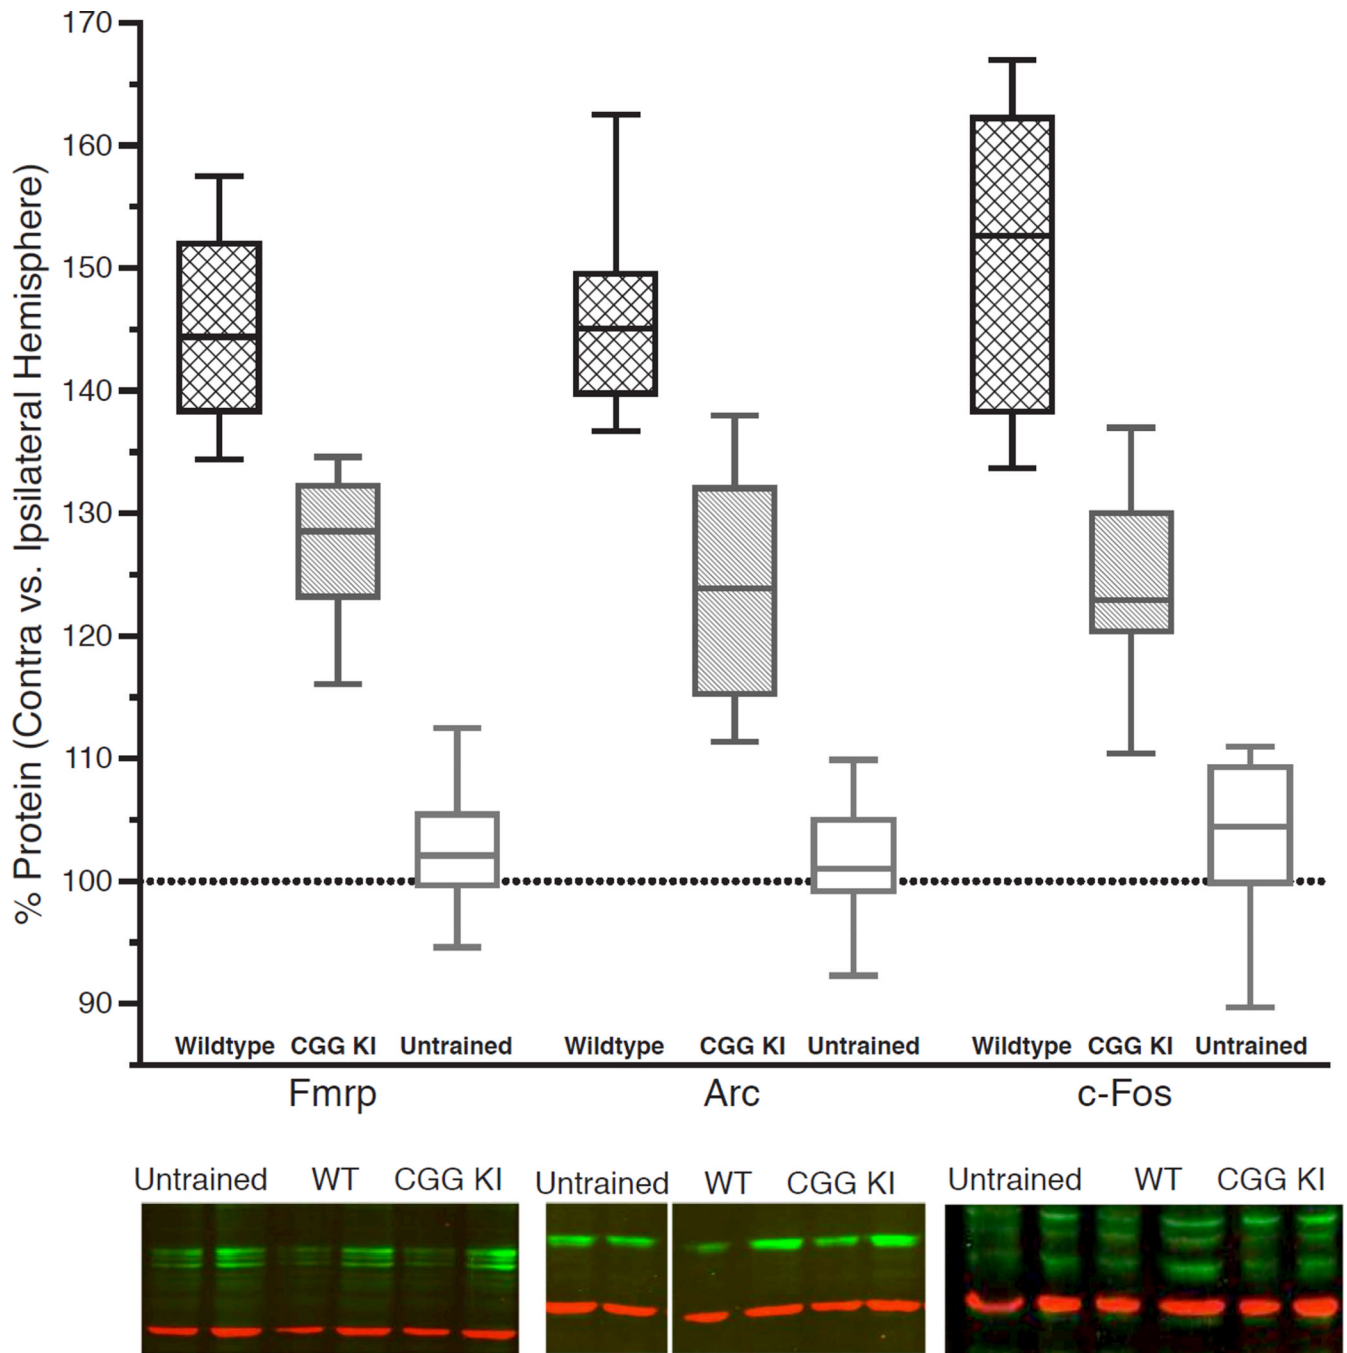 % Protein (Contra vs. Ipsilateral Hemisphere)
170
160
150
140
130
120
110
100
90
Wildtype CGG KI Untrained Wildtype CGG KI Untrained Wildtype CGG KI Untrained
Fmrp Arc c-Fos
Untrained WT CGG KI Untrained WT CGG KI Untrained WT CGG KI